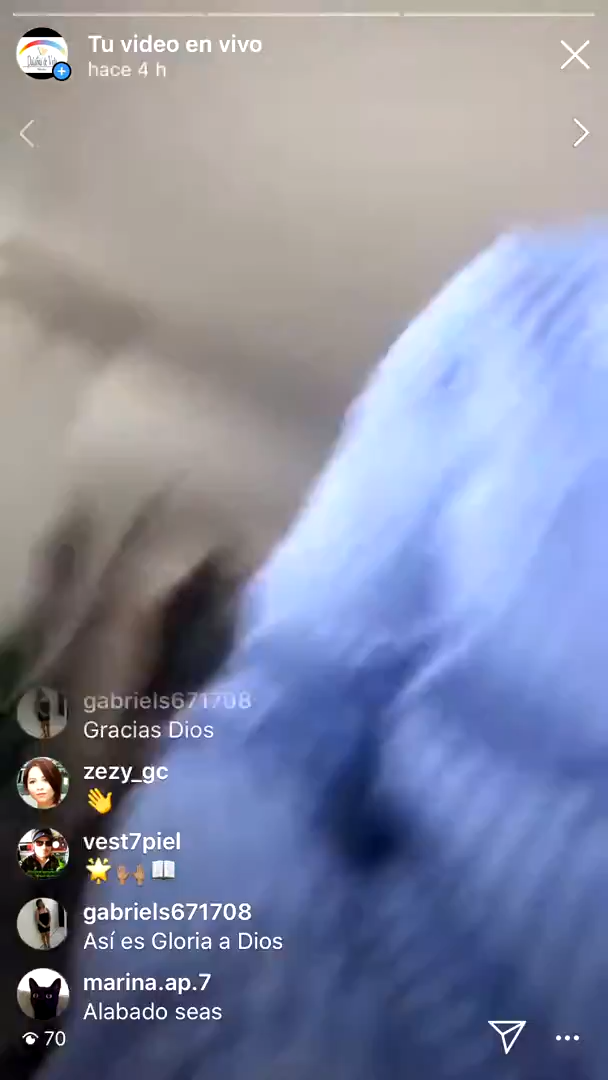 Tu video en vivo
hace 4 h
gabriels671708
Gracias Dios
zezy_gc
👋
vest7piel
🌟🙌🏽📖
gabriels671708
Así es Gloria a Dios
marina.ap.7
Alabado seas
70